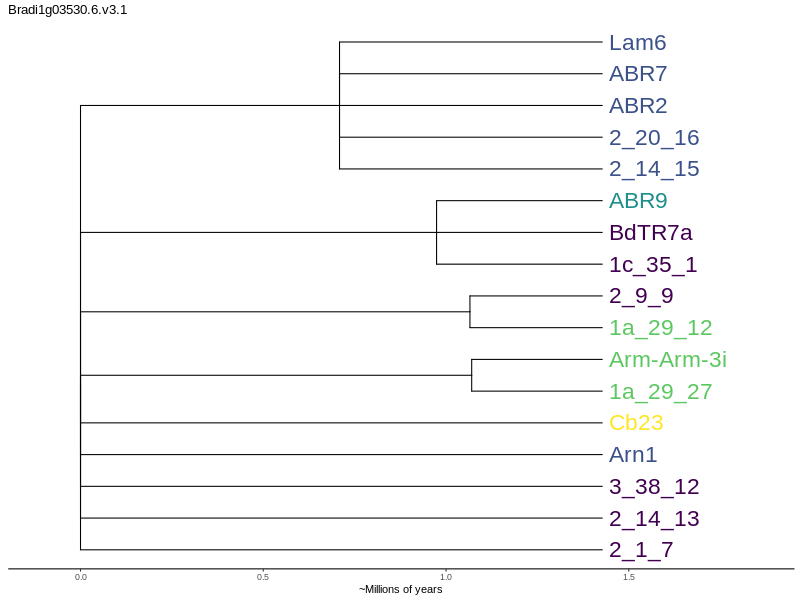 Bradi1g03530.6.v3.1
Lam6
ABR7
ABR2
2_20_16
2_14_15
ABR9
BdTR7a
1c_35_1
2_9_9
1a_29_12
Arm-Arm-3i
1a_29_27
Cb23
Arn1
3_38_12
2_14_13
2_1_7
0.0 0.5 1.0 1.5
~Millions of years